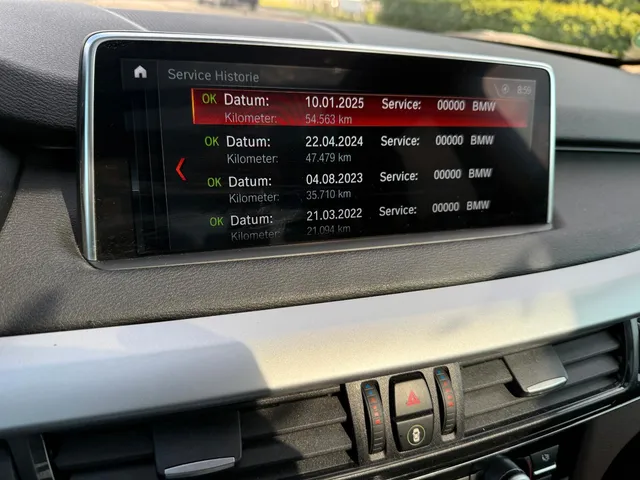 Service Historie
8:59
OK Datum: 10.01.2025 Service: 00000 BMW
Kilometer: 54.563 km
OK Datum: 22.04.2024 Service: 00000 BMW
Kilometer: 47.479 km
OK Datum: 04.08.2023 Service: 00000 BMW
Kilometer: 35.710 km
OK Datum: 21.03.2022 Service: 00000 BMW
Kilometer: 21.094 km